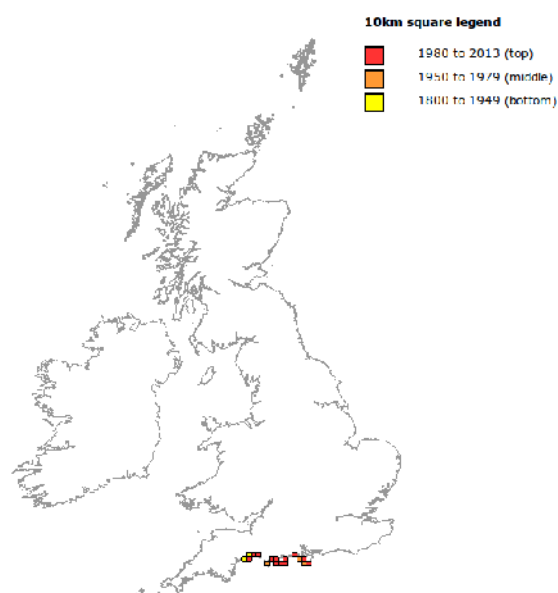 10km square legend
1980 to 2013 (top)
1950 to 1979 (middle)
1800 to 1949 (bottom)